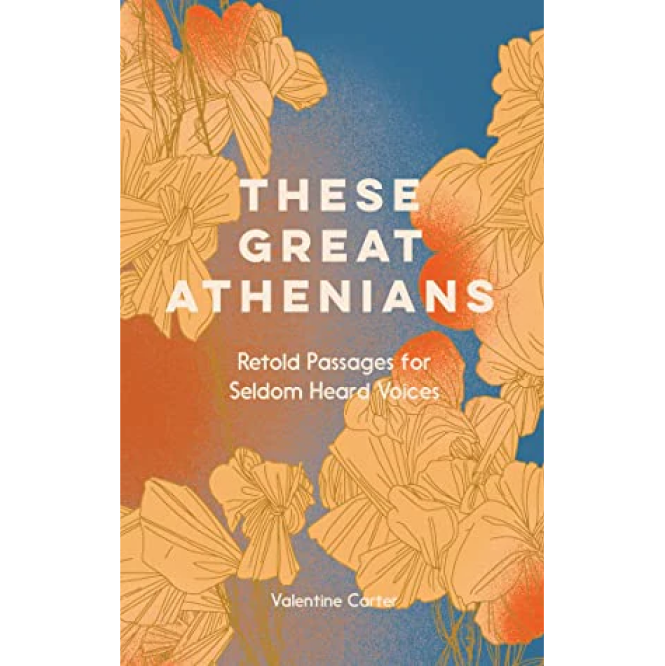 THESE
GREAT
ATHENIANS
Retold Passages for
Seldom Heard Voices
Valentine Carter